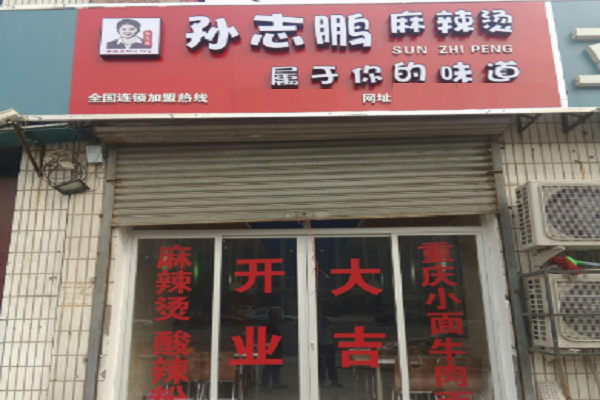 孙志鹏 麻辣烫
SUN ZHI PENG
属于你的味道
全国连锁加盟热线 网址
麻辣烫 酸辣粉
开业
大吉
重庆小面牛肉面